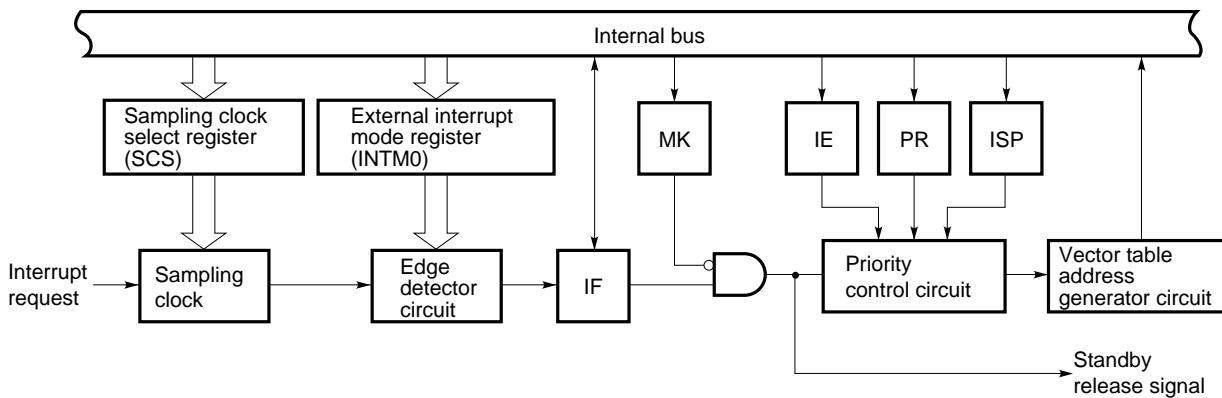 Internal bus
Sampling clock
select register
(SCS)
External interrupt
mode register
(INTM0)
MK
IE
PR
ISP
Interrupt
request
Sampling
clock
Edge
detector
circuit
IF
Priority
control circuit
Vector table
address
generator circuit
Standby
release signal